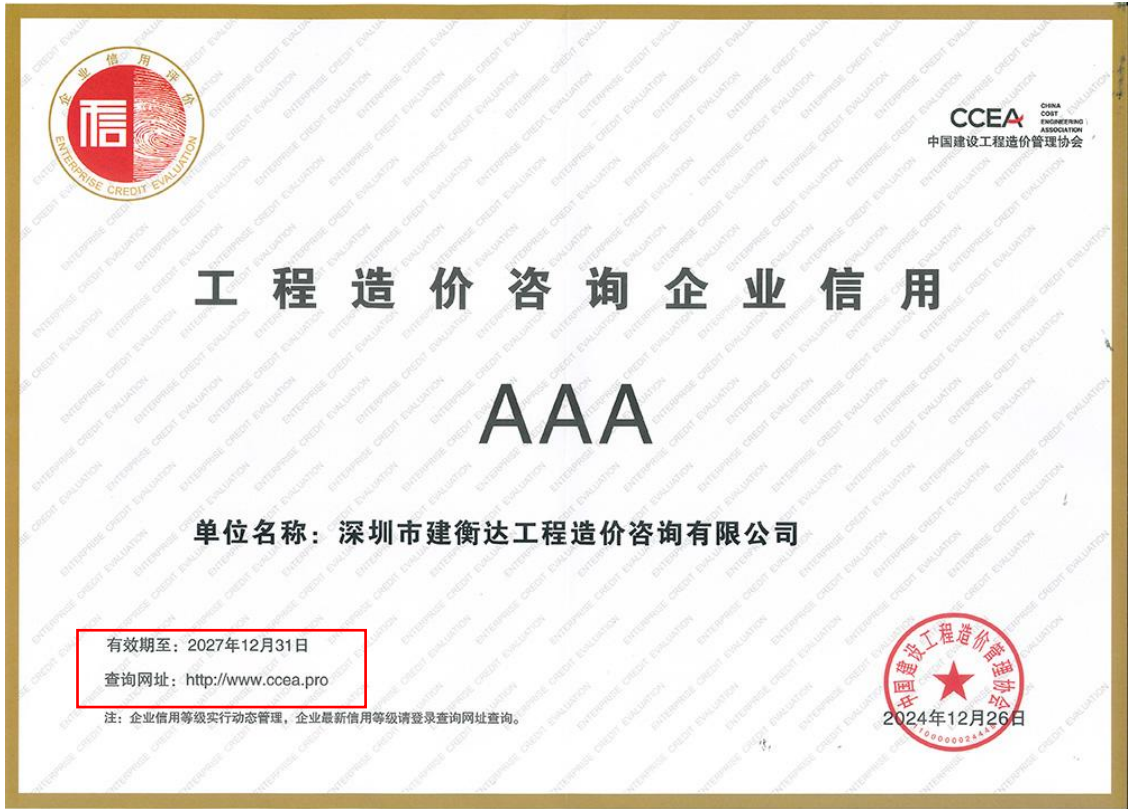 企业信用评价
信
ENTERPRISE CREDIT EVALUATION
CCEA
CHINA
COST
ENGINEERING
ASSOCIATION
中国建设工程造价管理协会
工程造价咨询企业信用
AAA
单位名称：深圳市建衡达工程造价咨询有限公司
有效期至：2027年12月31日
查询网址：http://www.ccea.pro
注：企业信用等级实行动态管理，企业最新信用等级请登录查询网址查询。
中国建设工程造价管理协会
2024年12月26日